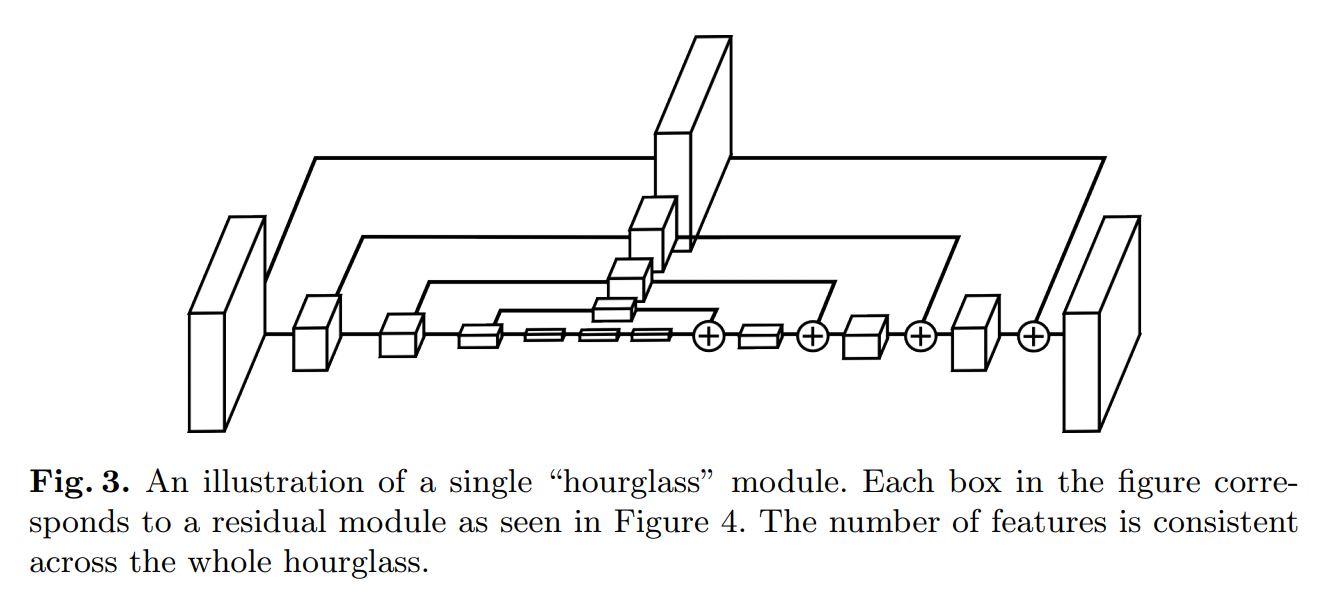 Fig. 3. An illustration of a single “hourglass” module. Each box in the figure corre-
sponds to a residual module as seen in Figure 4. The number of features is consistent
across the whole hourglass.